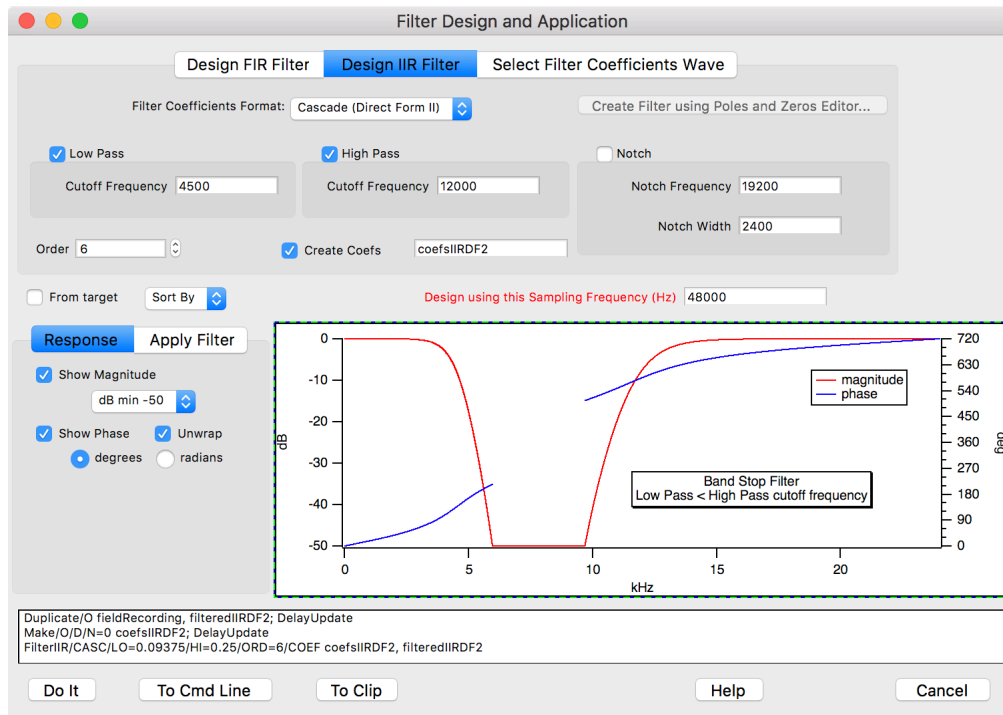 Filter Design and Application
Design FIR Filter
Design IIR Filter
Select Filter Coefficients Wave
Filter Coefficients Format:
Cascade (Direct Form II)
Create Filter using Poles and Zeros Editor...
Low Pass
High Pass
Notch
Cutoff Frequency
4500
Cutoff Frequency
12000
Notch Frequency
19200
Notch Width
2400
Order
6
Create Coefs
coefsIIRDF2
From target
Sort By
Design using this Sampling Frequency (Hz)
48000
Response
Apply Filter
Show Magnitude
dB min -50
Show Phase
Unwrap
degrees
radians
0
-10
-20
-30
-40
-50
dB
0
5
10
15
20
kHz
720
630
540
450
360
270
180
90
0
deg
magnitude
phase
Band Stop Filter
Low Pass < High Pass cutoff frequency
Duplicate/O fieldRecording, filteredIIRDF2; DelayUpdate
Make/O/D/N=0 coefsIIRDF2; DelayUpdate
FilterIIR/CASC/LO=0.09375/HI=0.25/ORD=6/COEF coefsIIRDF2, filteredIIRDF2
Do It
To Cmd Line
To Clip
Help
Cancel